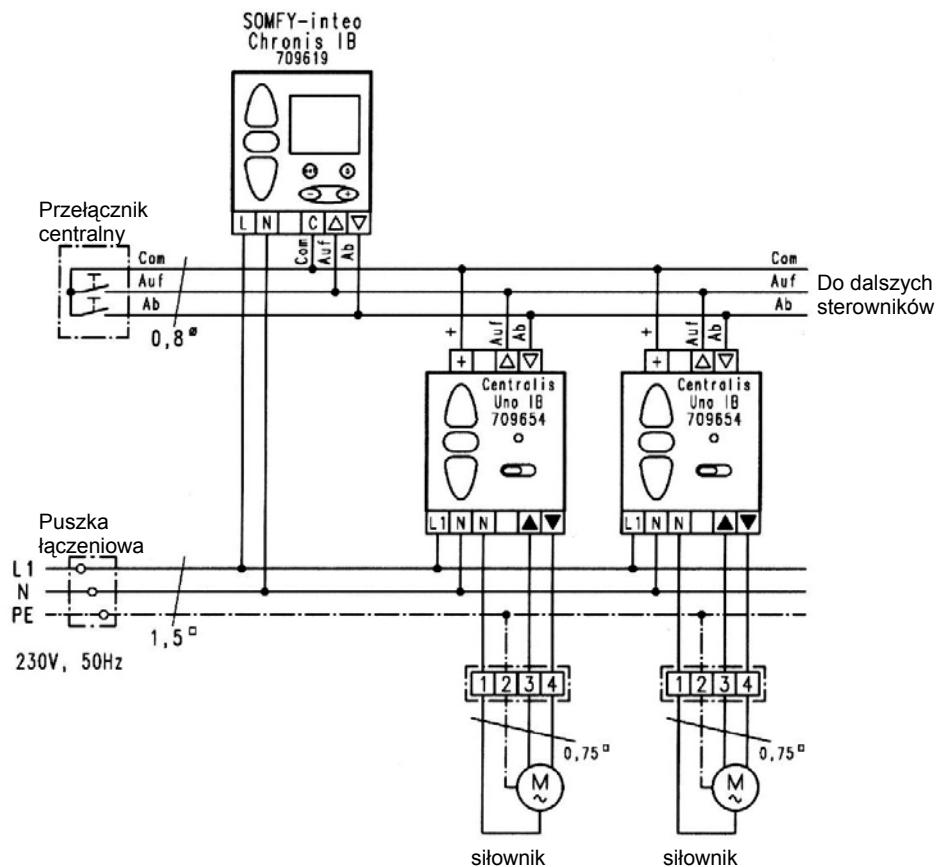 SOMFY-inteo
Chronis IB
709619
L N C △ ▽
Com Auf Ab
Przełącznik
centralny
Com
Auf
Ab
0,8ø
Com
Auf
Ab
Do dalszych
sterowników
+ Auf Ab
+ Auf Ab
+ △ ▽
+ △ ▽
Centralis
Uno IB
709654
Centralis
Uno IB
709654
L1 N N ▲ ▼
L1 N N ▲ ▼
Puszka
łączeniowa
L1
N
PE
1,5□
230V, 50Hz
1 2 3 4
1 2 3 4
0,75□
0,75□
M
~
M
~
siłownik
siłownik